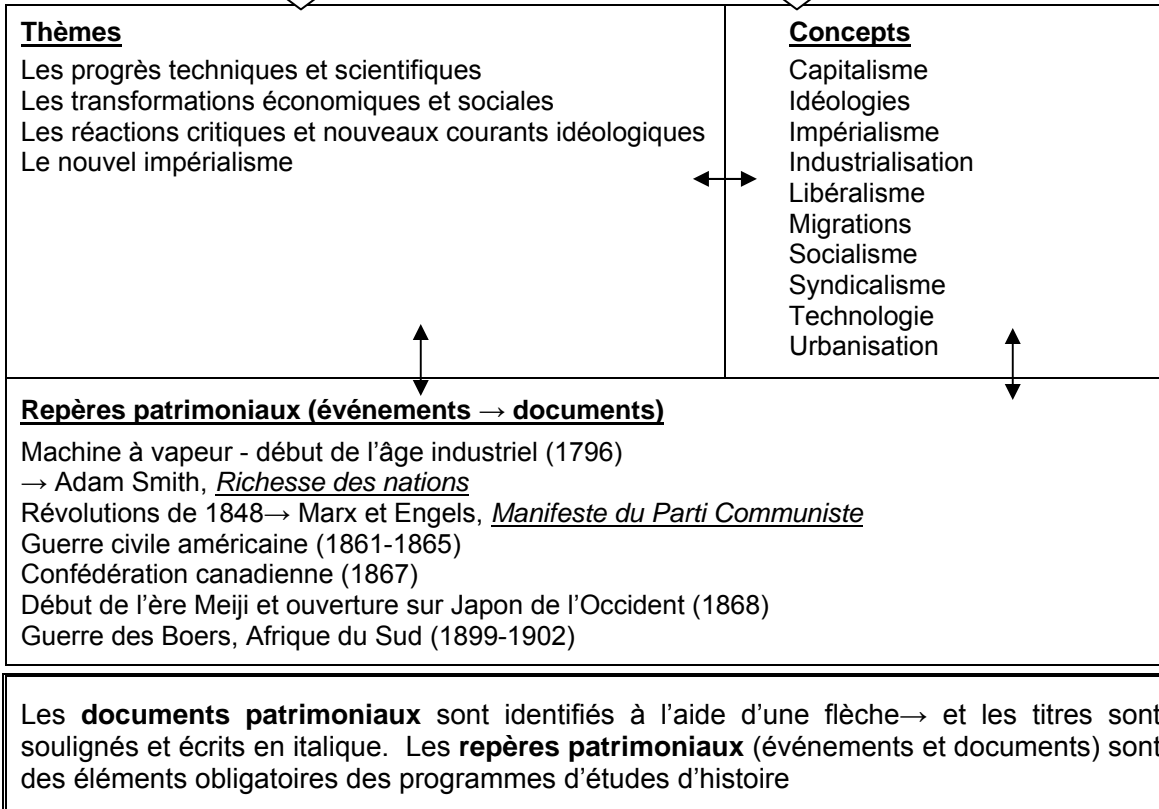 Thèmes
Les progrès techniques et scientifiques
Les transformations économiques et sociales
Les réactions critiques et nouveaux courants idéologiques
Le nouvel impérialisme
Concepts
Capitalisme
Idéologies
Impérialisme
Industrialisation
Libéralisme
Migrations
Socialisme
Syndicalisme
Technologie
Urbanisation
Repères patrimoniaux (événements → documents)
Machine à vapeur - début de l'âge industriel (1796)
→ Adam Smith, Richesse des nations
Révolutions de 1848→ Marx et Engels, Manifeste du Parti Communiste
Guerre civile américaine (1861-1865)
Confédération canadienne (1867)
Début de l'ère Meiji et ouverture sur Japon de l'Occident (1868)
Guerre des Boers, Afrique du Sud (1899-1902)
Les documents patrimoniaux sont identifiés à l'aide d'une flèche→ et les titres sont
soulignés et écrits en italique. Les repères patrimoniaux (événements et documents) sont
des éléments obligatoires des programmes d'études d'histoire